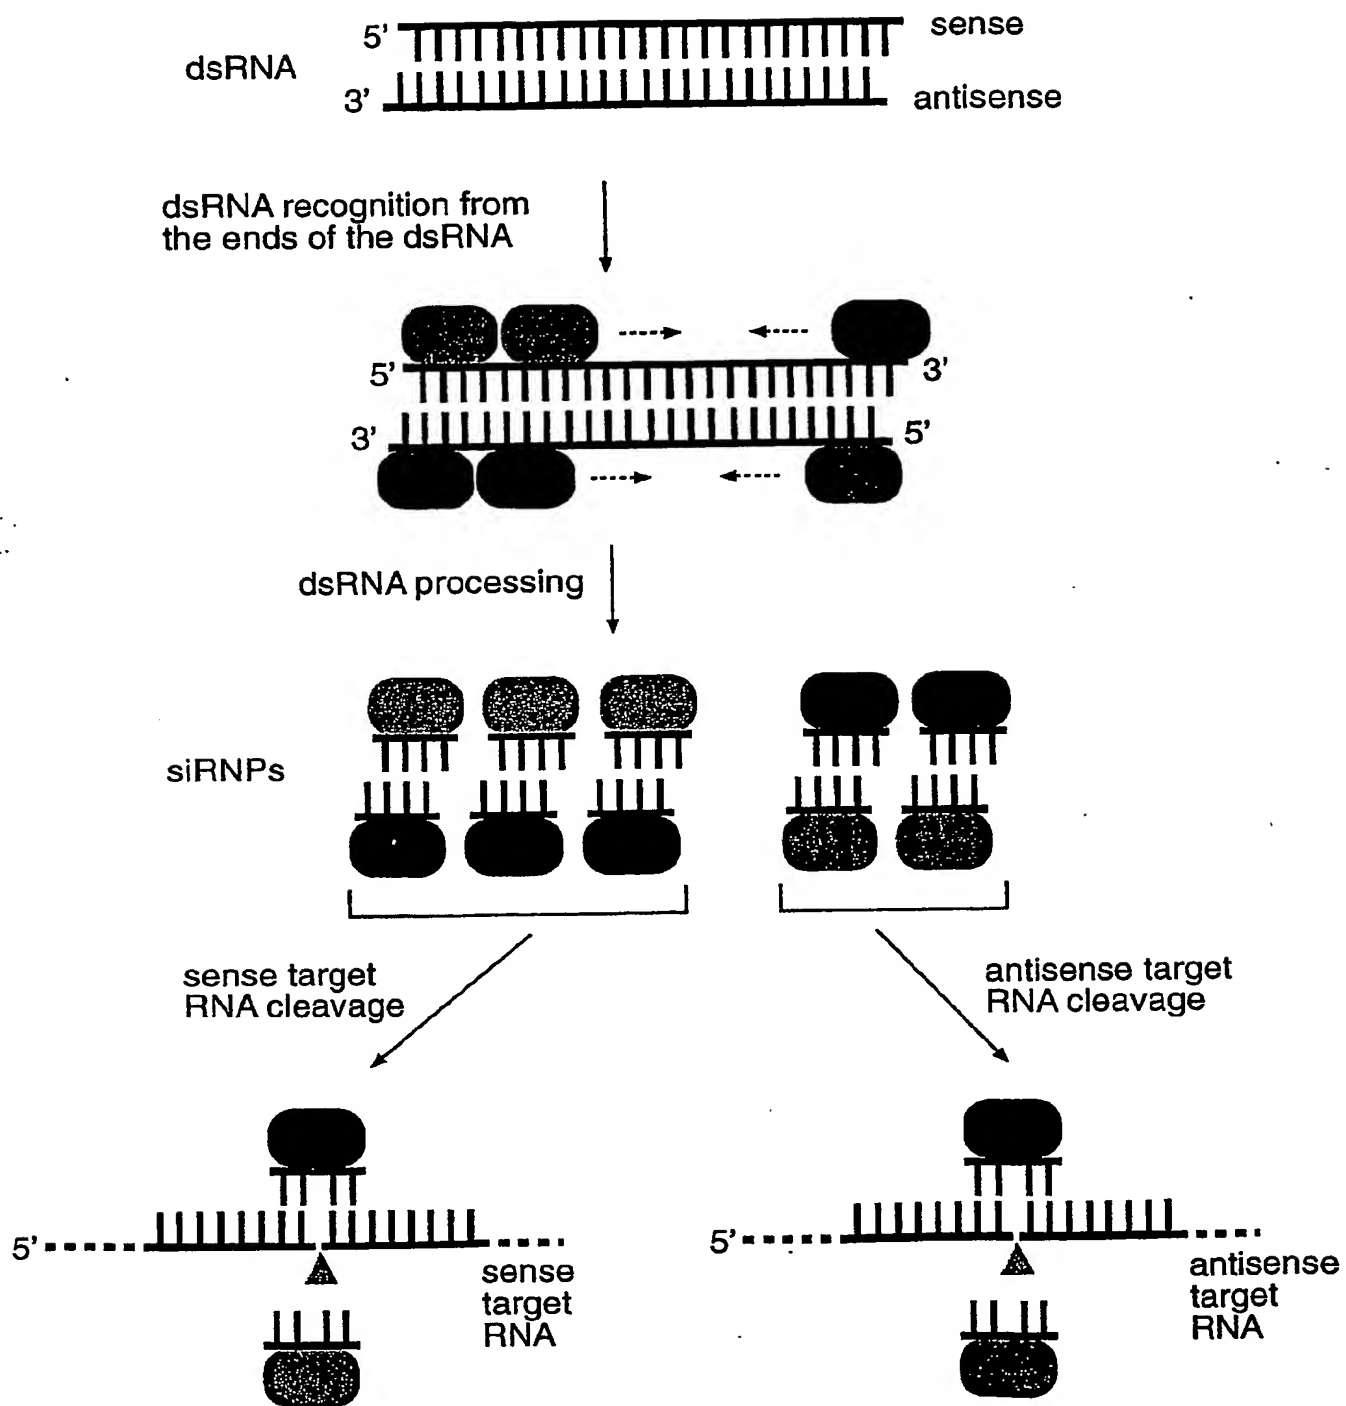 5' sense
dsRNA
3' antisense
dsRNA recognition from
the ends of the dsRNA
5' 3'
3' 5'
dsRNA processing
siRNPs
sense target
RNA cleavage
antisense target
RNA cleavage
5'
sense
target
RNA
5'
antisense
target
RNA